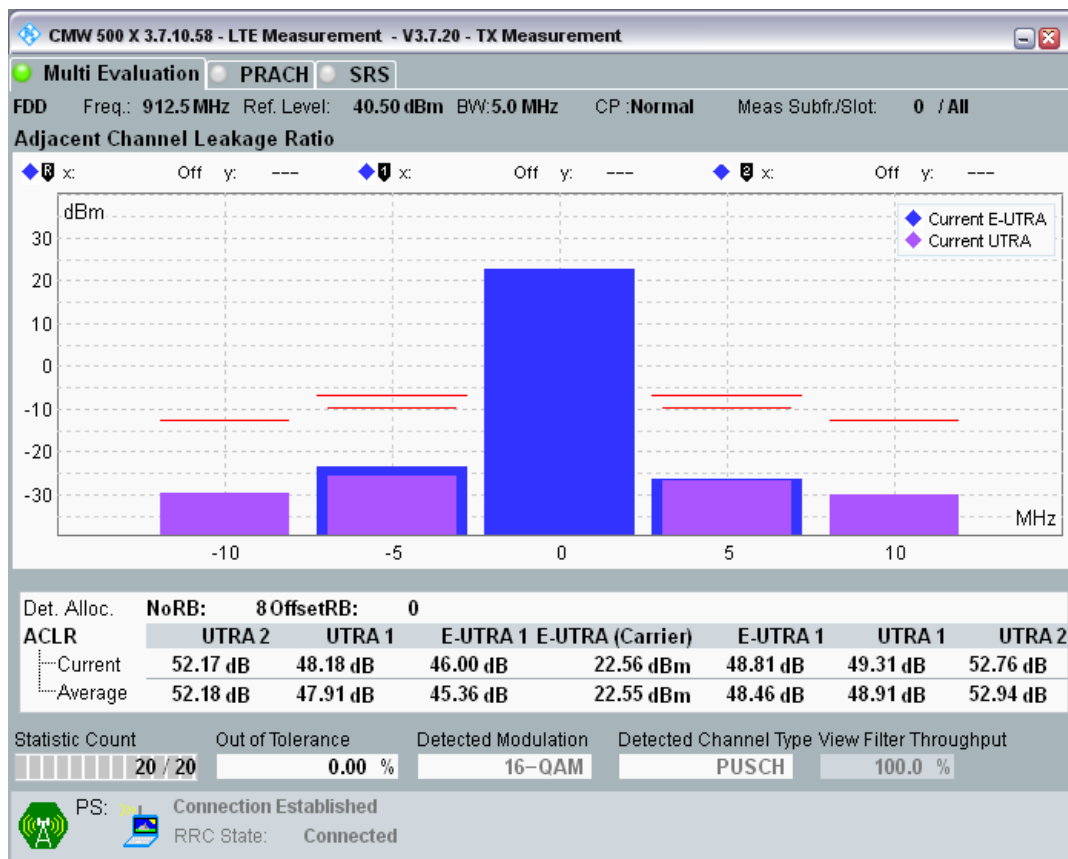 CMW 500 X 3.7.10.58 - LTE Measurement - V3.7.20 - TX Measurement
Multi Evaluation PRACH SRS
FDD Freq.: 912.5 MHz Ref. Level: 40.50 dBm BW:5.0 MHz CP :Normal Meas Subfr./Slot: 0 / All
Adjacent Channel Leakage Ratio
R x: Off y: --- 1 x: Off y: --- 2 x: Off y: ---
dBm
Current E-UTRA
Current UTRA
30
20
10
0
-10
-20
-30
MHz
-10 -5 0 5 10
Det. Alloc. NoRB: 8 OffsetRB: 0
ACLR UTRA 2 UTRA 1 E-UTRA 1 E-UTRA (Carrier) E-UTRA 1 UTRA 1 UTRA 2
Current 52.17 dB 48.18 dB 46.00 dB 22.56 dBm 48.81 dB 49.31 dB 52.76 dB
Average 52.18 dB 47.91 dB 45.36 dB 22.55 dBm 48.46 dB 48.91 dB 52.94 dB
Statistic Count Out of Tolerance Detected Modulation Detected Channel Type View Filter Throughput
20 / 20 0.00 % 16-QAM PUSCH 100.0 %
PS: Connection Established
RRC State: Connected